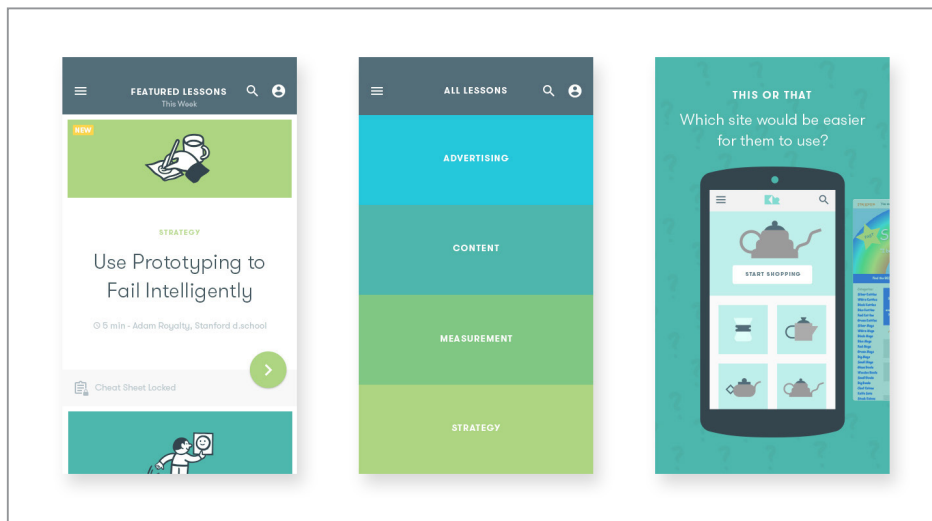 FEATURED LESSONS
This Week
NEW
STRATEGY
Use Prototyping to
Fail Intelligently
5 min - Adam Royalty, Stanford d.school
Cheat Sheet Locked
ALL LESSONS
ADVERTISING
CONTENT
MEASUREMENT
STRATEGY
THIS OR THAT
Which site would be easier
for them to use?
START SHOPPING